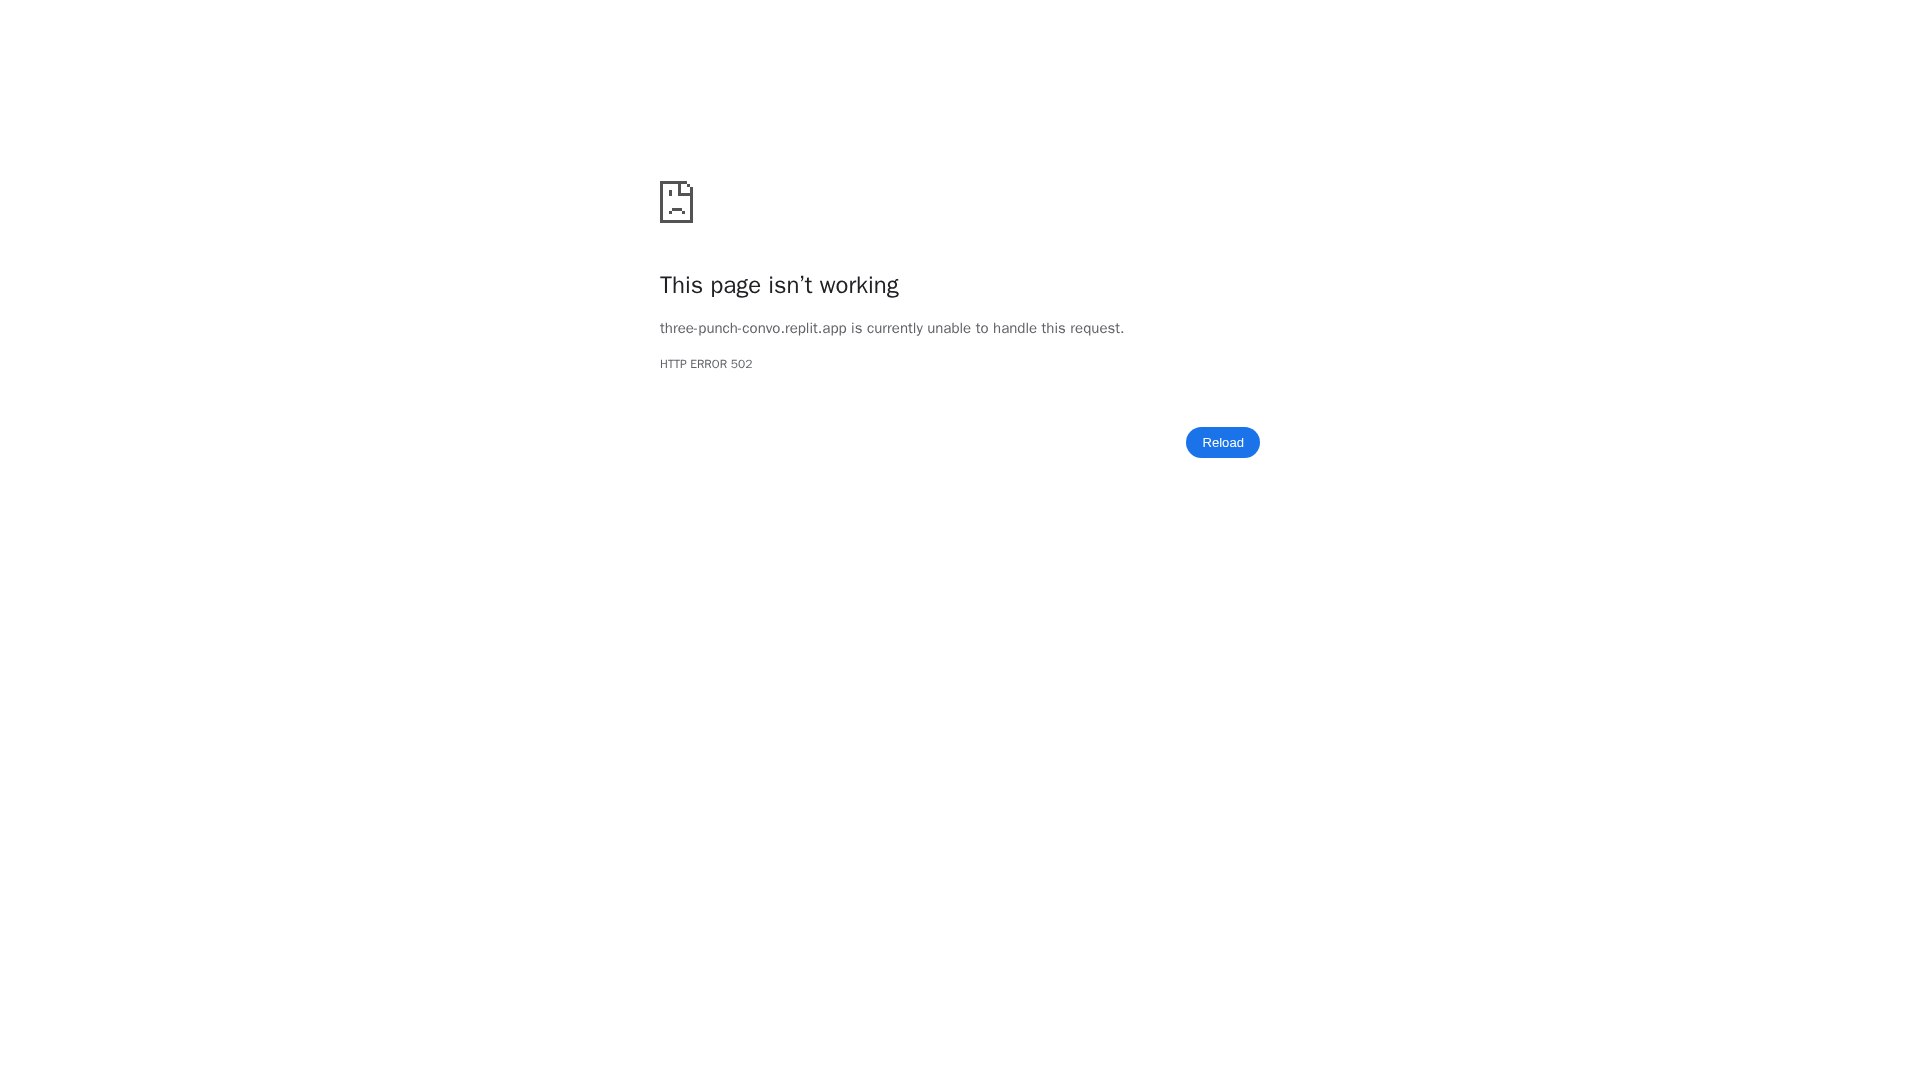 This page isn’t working
three-punch-convo.replit.app is currently unable to handle this request.
HTTP ERROR 502
Reload